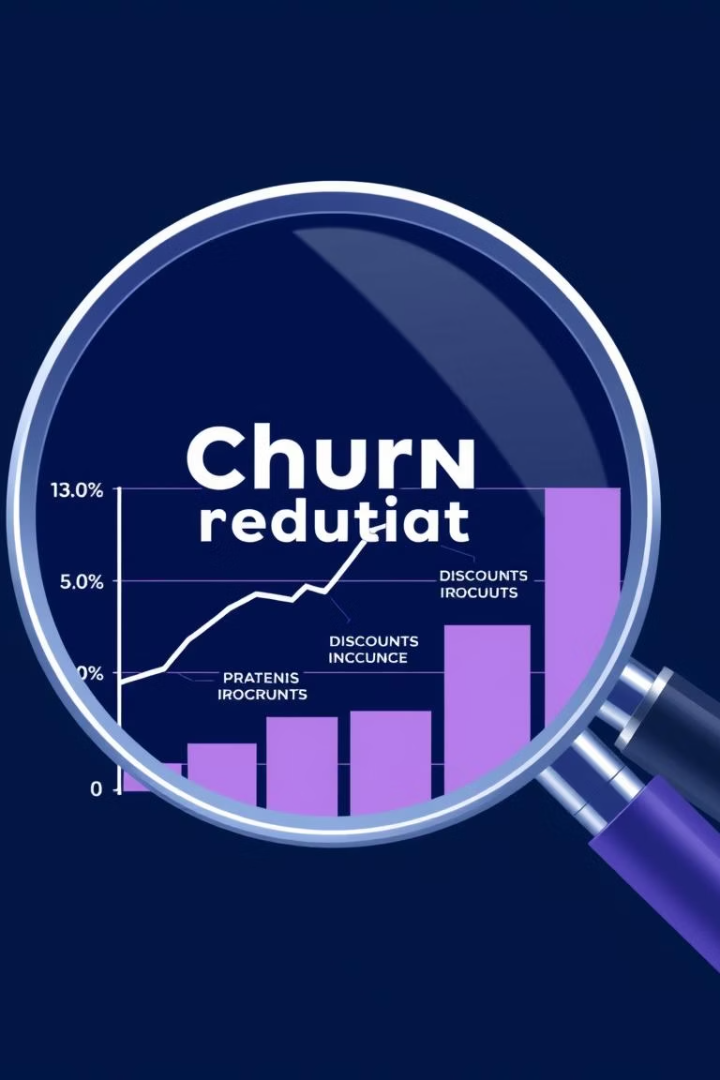 ChurN
redutiat
13.0%
5.0%
DISCOUNTS
IROCUUTS
DISCOUNTS
INCCUNCE
0%
PRATENIS
IROCRUNTS
0